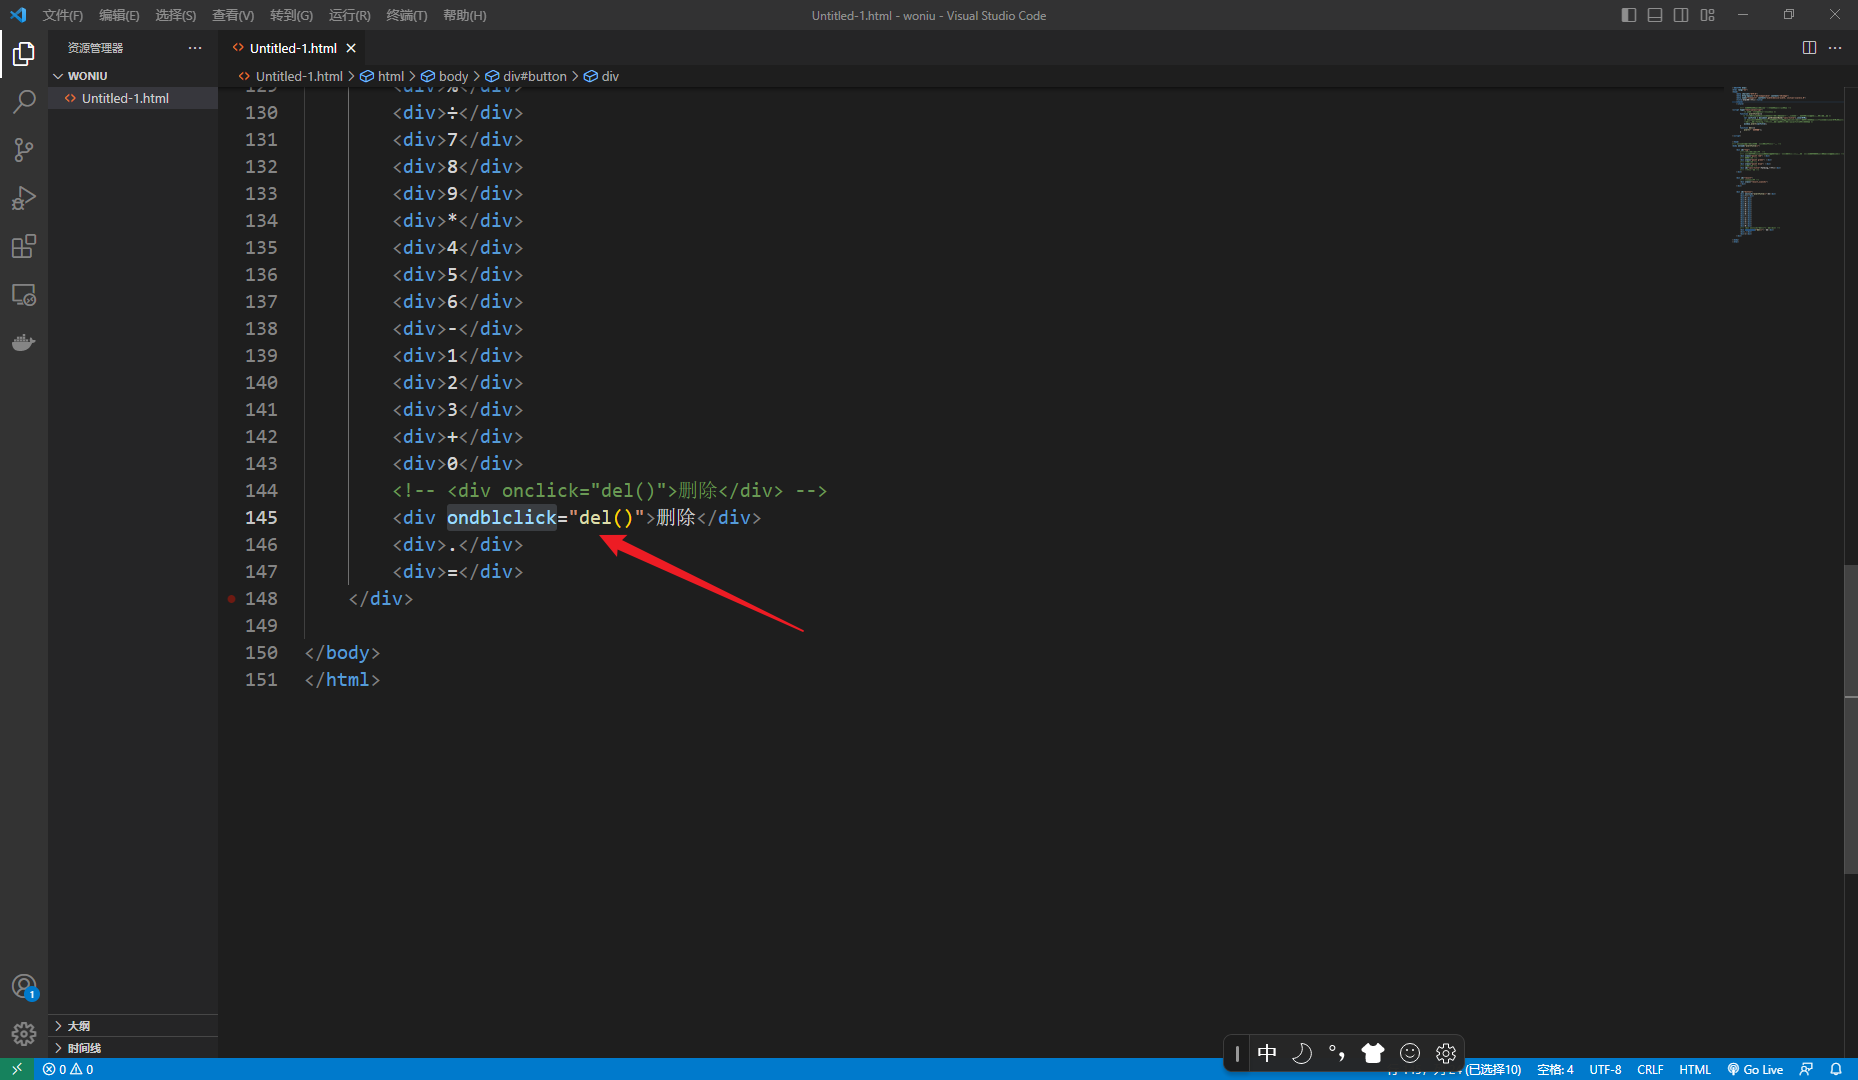 文件(F) 编辑(E) 选择(S) 查看(V) 转到(G) 运行(R) 终端(T) 帮助(H)
Untitled-1.html - woniu - Visual Studio Code
资源管理器
Untitled-1.html
WONIU
Untitled-1.html
Untitled-1.html > html > body > div#button > div
129 <div>%</div>
130 <div>÷</div>
131 <div>7</div>
132 <div>8</div>
133 <div>9</div>
134 <div>*</div>
135 <div>4</div>
136 <div>5</div>
137 <div>6</div>
138 <div>-</div>
139 <div>1</div>
140 <div>2</div>
141 <div>3</div>
142 <div>+</div>
143 <div>0</div>
144 <!-- <div onclick="del()">删除</div> -->
145 <div ondblclick="del()">删除</div>
146 <div>.</div>
147 <div>=</div>
148 </div>
149
150 </body>
151 </html>
1
大纲
时间线
中
0 0
(已选择10) 空格: 4 UTF-8 CRLF HTML Go Live